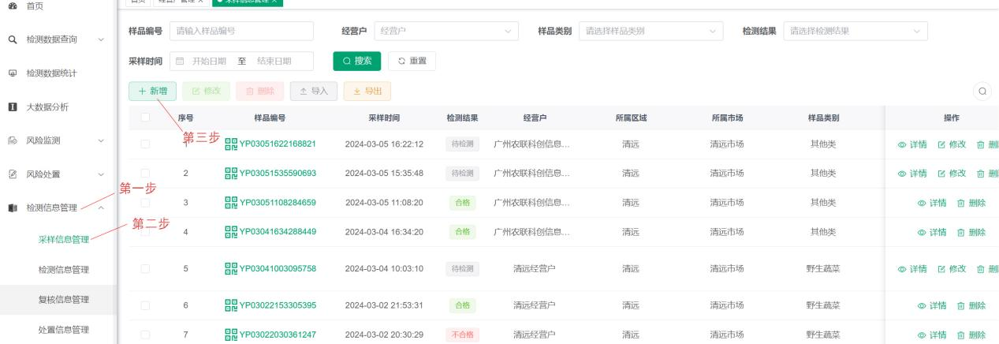 首页
检测数据查询
检测数据统计
大数据分析
风险监测
风险处置
检测信息管理
采样信息管理
检测信息管理
复核信息管理
处置信息管理
首页 经营户管理 × 采样信息管理 ×
样品编号 请输入样品编号 经营户 经营户 样品类别 请选择样品类别 检测结果 请选择检测结果
采样时间 开始日期 至 结束日期 搜索 重置
新增 修改 删除 导入 导出
序号 样品编号 采样时间 检测结果 经营户 所属区域 所属市场 样品类别 操作
1 YP03051622168821 2024-03-05 16:22:12 待检测 广州农联科创信息... 清远 清远市场 其他类 详情 修改 删
2 YP03051535590693 2024-03-05 15:35:48 待检测 广州农联科创信息... 清远 清远市场 其他类 详情 修改 删
3 YP03051108284659 2024-03-05 11:08:20 合格 广州农联科创信息... 清远 清远市场 其他类 详情 删除
4 YP03041634288449 2024-03-04 16:34:20 合格 广州农联科创信息... 清远 清远市场 其他类 详情 删除
5 YP03041003095758 2024-03-04 10:03:10 待检测 清远经营户 清远 清远市场 野生蔬菜 详情 修改 删
6 YP03022153305395 2024-03-02 21:53:31 合格 清远经营户 清远 清远市场 野生蔬菜 详情 删除
7 YP03022030361247 2024-03-02 20:30:29 不合格 清远经营户 清远 清远市场 野生蔬菜 详情 删除
第一步
第二步
第三步